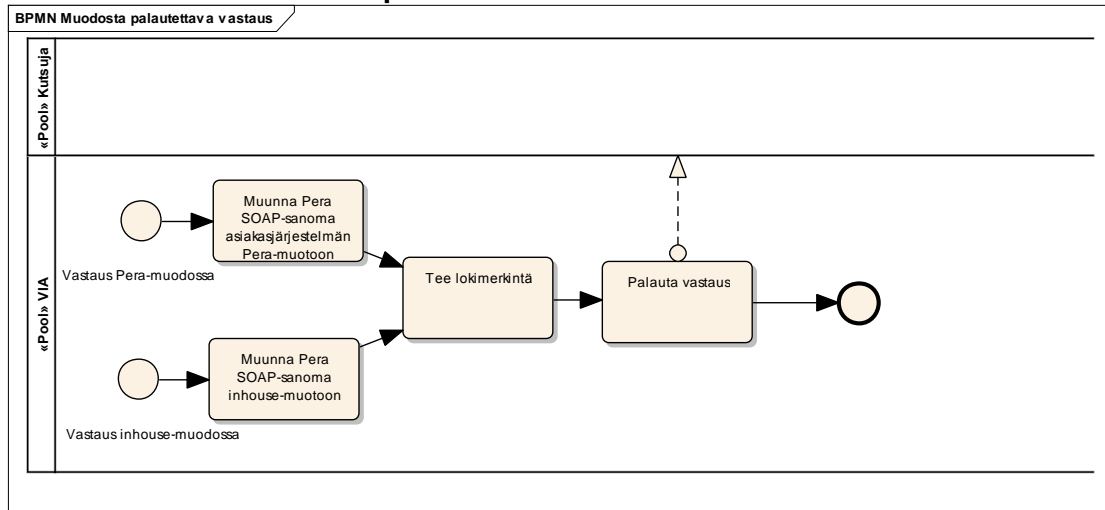 BPMN Muodosta palautettava vastaus
«Pool» Kutsuja
«Pool» VIA
Muunna Pera
SOAP-sanoma
asiakasjärjestelmän
Pera-muotoon
Vastaus Pera-muodossa
Tee lokimerkintä
Palauta vastaus
Muunna Pera
SOAP-sanoma
inhouse-muotoon
Vastaus inhouse-muodossa